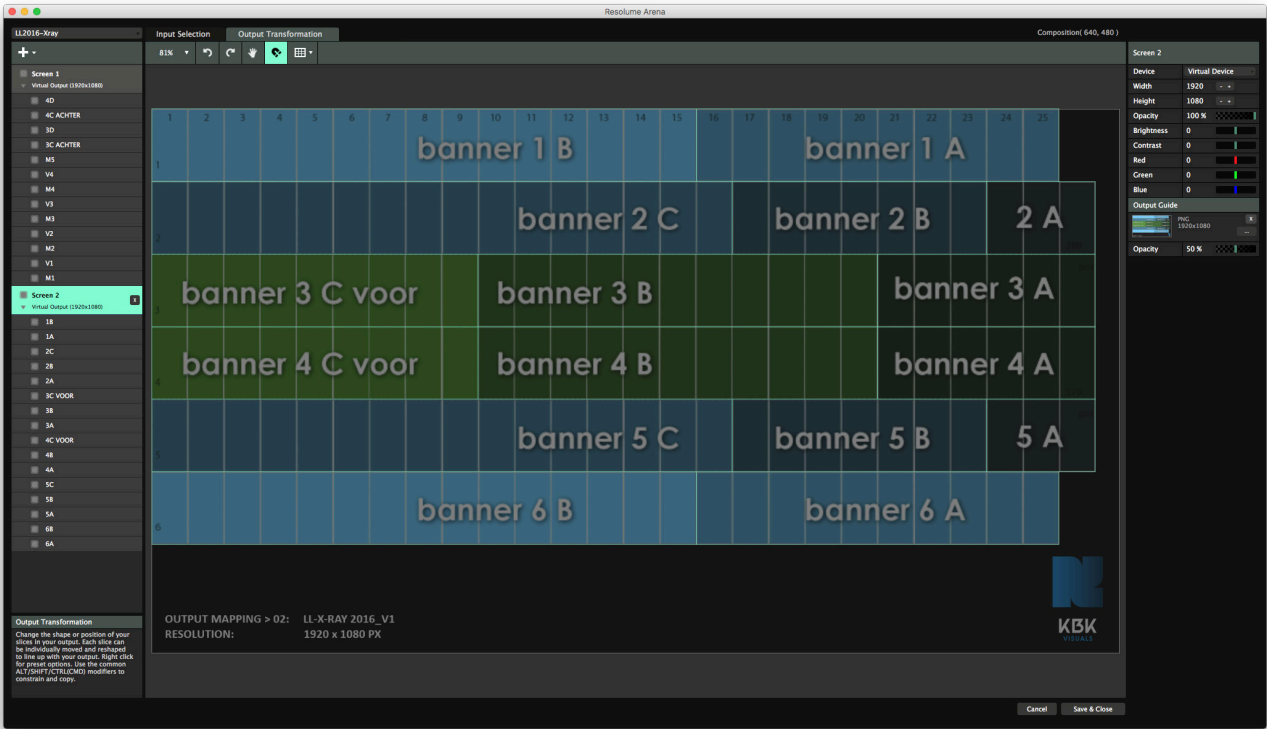 Resolume Arena
LL2016-Xray
Input Selection
Output Transformation
Composition( 640, 480 )
81%
Screen 1
Virtual Output (1920x1080)
4D
4C ACHTER
3D
3C ACHTER
M5
V4
M4
V3
M3
V2
M2
V1
M1
Screen 2
X
Virtual Output (1920x1080)
1B
1A
2C
2B
2A
3C VOOR
3B
3A
4C VOOR
4B
4A
5C
5B
5A
6B
6A
Output Transformation
Change the shape or position of your
slices in your output. Each slice can
be individually moved and reshaped
to line up with your output. Right click
for preset options. Use the common
ALT/SHIFT/CTRL(CMD) modifiers to
constrain and copy.
1 2 3 4 5 6 7 8 9 10 11 12 13 14 15 16 17 18 19 20 21 22 23 24 25
1
banner 1 B
banner 1 A
2
banner 2 C
banner 2 B
2 A
3
banner 3 C voor
banner 3 B
banner 3 A
4
banner 4 C voor
banner 4 B
banner 4 A
5
banner 5 C
banner 5 B
5 A
6
banner 6 B
banner 6 A
OUTPUT MAPPING > 02: LL-X-RAY 2016_V1
RESOLUTION: 1920 x 1080 PX
KBK
VISUALS
Screen 2
Device Virtual Device
Width 1920 - +
Height 1080 - +
Opacity 100 %
Brightness 0
Contrast 0
Red 0
Green 0
Blue 0
Output Guide
PNG
1920x1080
X
...
Opacity 50 %
Cancel
Save & Close